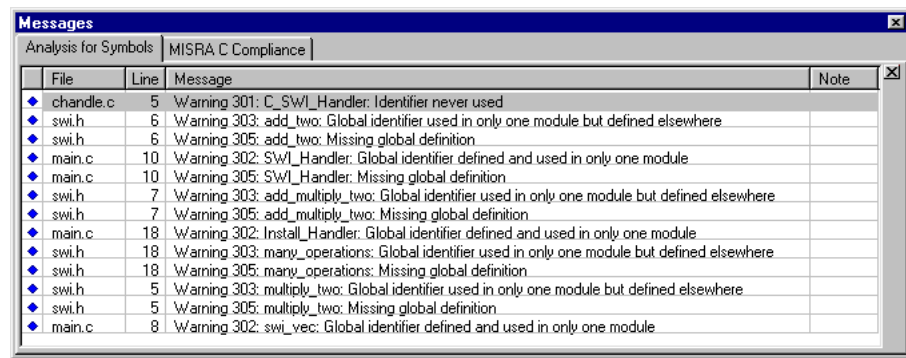 Messages
Analysis for Symbols MISRA C Compliance
File Line Message Note
chandle.c 5 Warning 301: C_SWI_Handler: Identifier never used
swi.h 6 Warning 303: add_two: Global identifier used in only one module but defined elsewhere
swi.h 6 Warning 305: add_two: Missing global definition
main.c 10 Warning 302: SWI_Handler: Global identifier defined and used in only one module
main.c 10 Warning 305: SWI_Handler: Missing global definition
swi.h 7 Warning 303: add_multiply_two: Global identifier used in only one module but defined elsewhere
swi.h 7 Warning 305: add_multiply_two: Missing global definition
main.c 18 Warning 302: Install_Handler: Global identifier defined and used in only one module
swi.h 18 Warning 303: many_operations: Global identifier used in only one module but defined elsewhere
swi.h 18 Warning 305: many_operations: Missing global definition
swi.h 5 Warning 303: multiply_two: Global identifier used in only one module but defined elsewhere
swi.h 5 Warning 305: multiply_two: Missing global definition
main.c 8 Warning 302: swi_vec: Global identifier defined and used in only one module